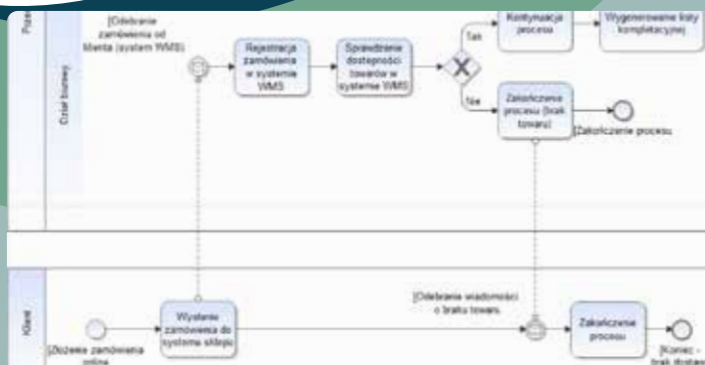 [Odebranie
zamówienia od
klienta (system WMS)
Rejestracja
zamówienia
w systemie
WMS
Sprawdzenie
dostępności
towarów w
systemie WMS
Tak
Nie
Kontynuacja
procesu
Wygenerowanie listy
kompletacyjnej
Zakończenie
procesu (brak
towaru)
[Zakończenie procesu
Dział biurowy
Klient
[Złożenie zamówienia
online
Wysłanie
zamówienia do
systemu sklepu
[Odebranie wiadomości
o braku towaru
Zakończenie
procesu
[Koniec -
brak